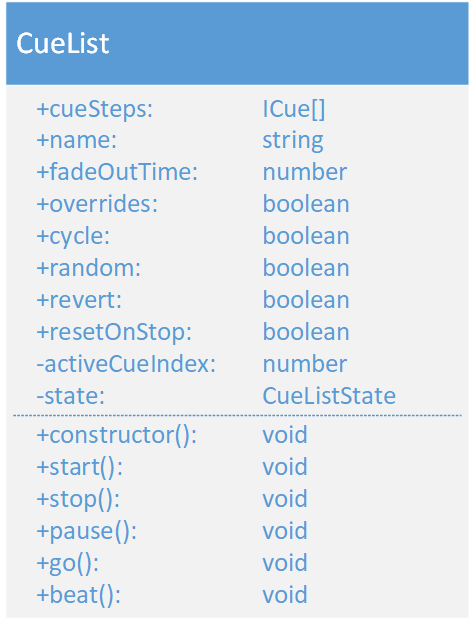 CueList
+cueSteps: ICue[]
+name: string
+fadeOutTime: number
+overrides: boolean
+cycle: boolean
+random: boolean
+revert: boolean
+resetOnStop: boolean
-activeCueIndex: number
-state: CueListState
+constructor(): void
+start(): void
+stop(): void
+pause(): void
+go(): void
+beat(): void